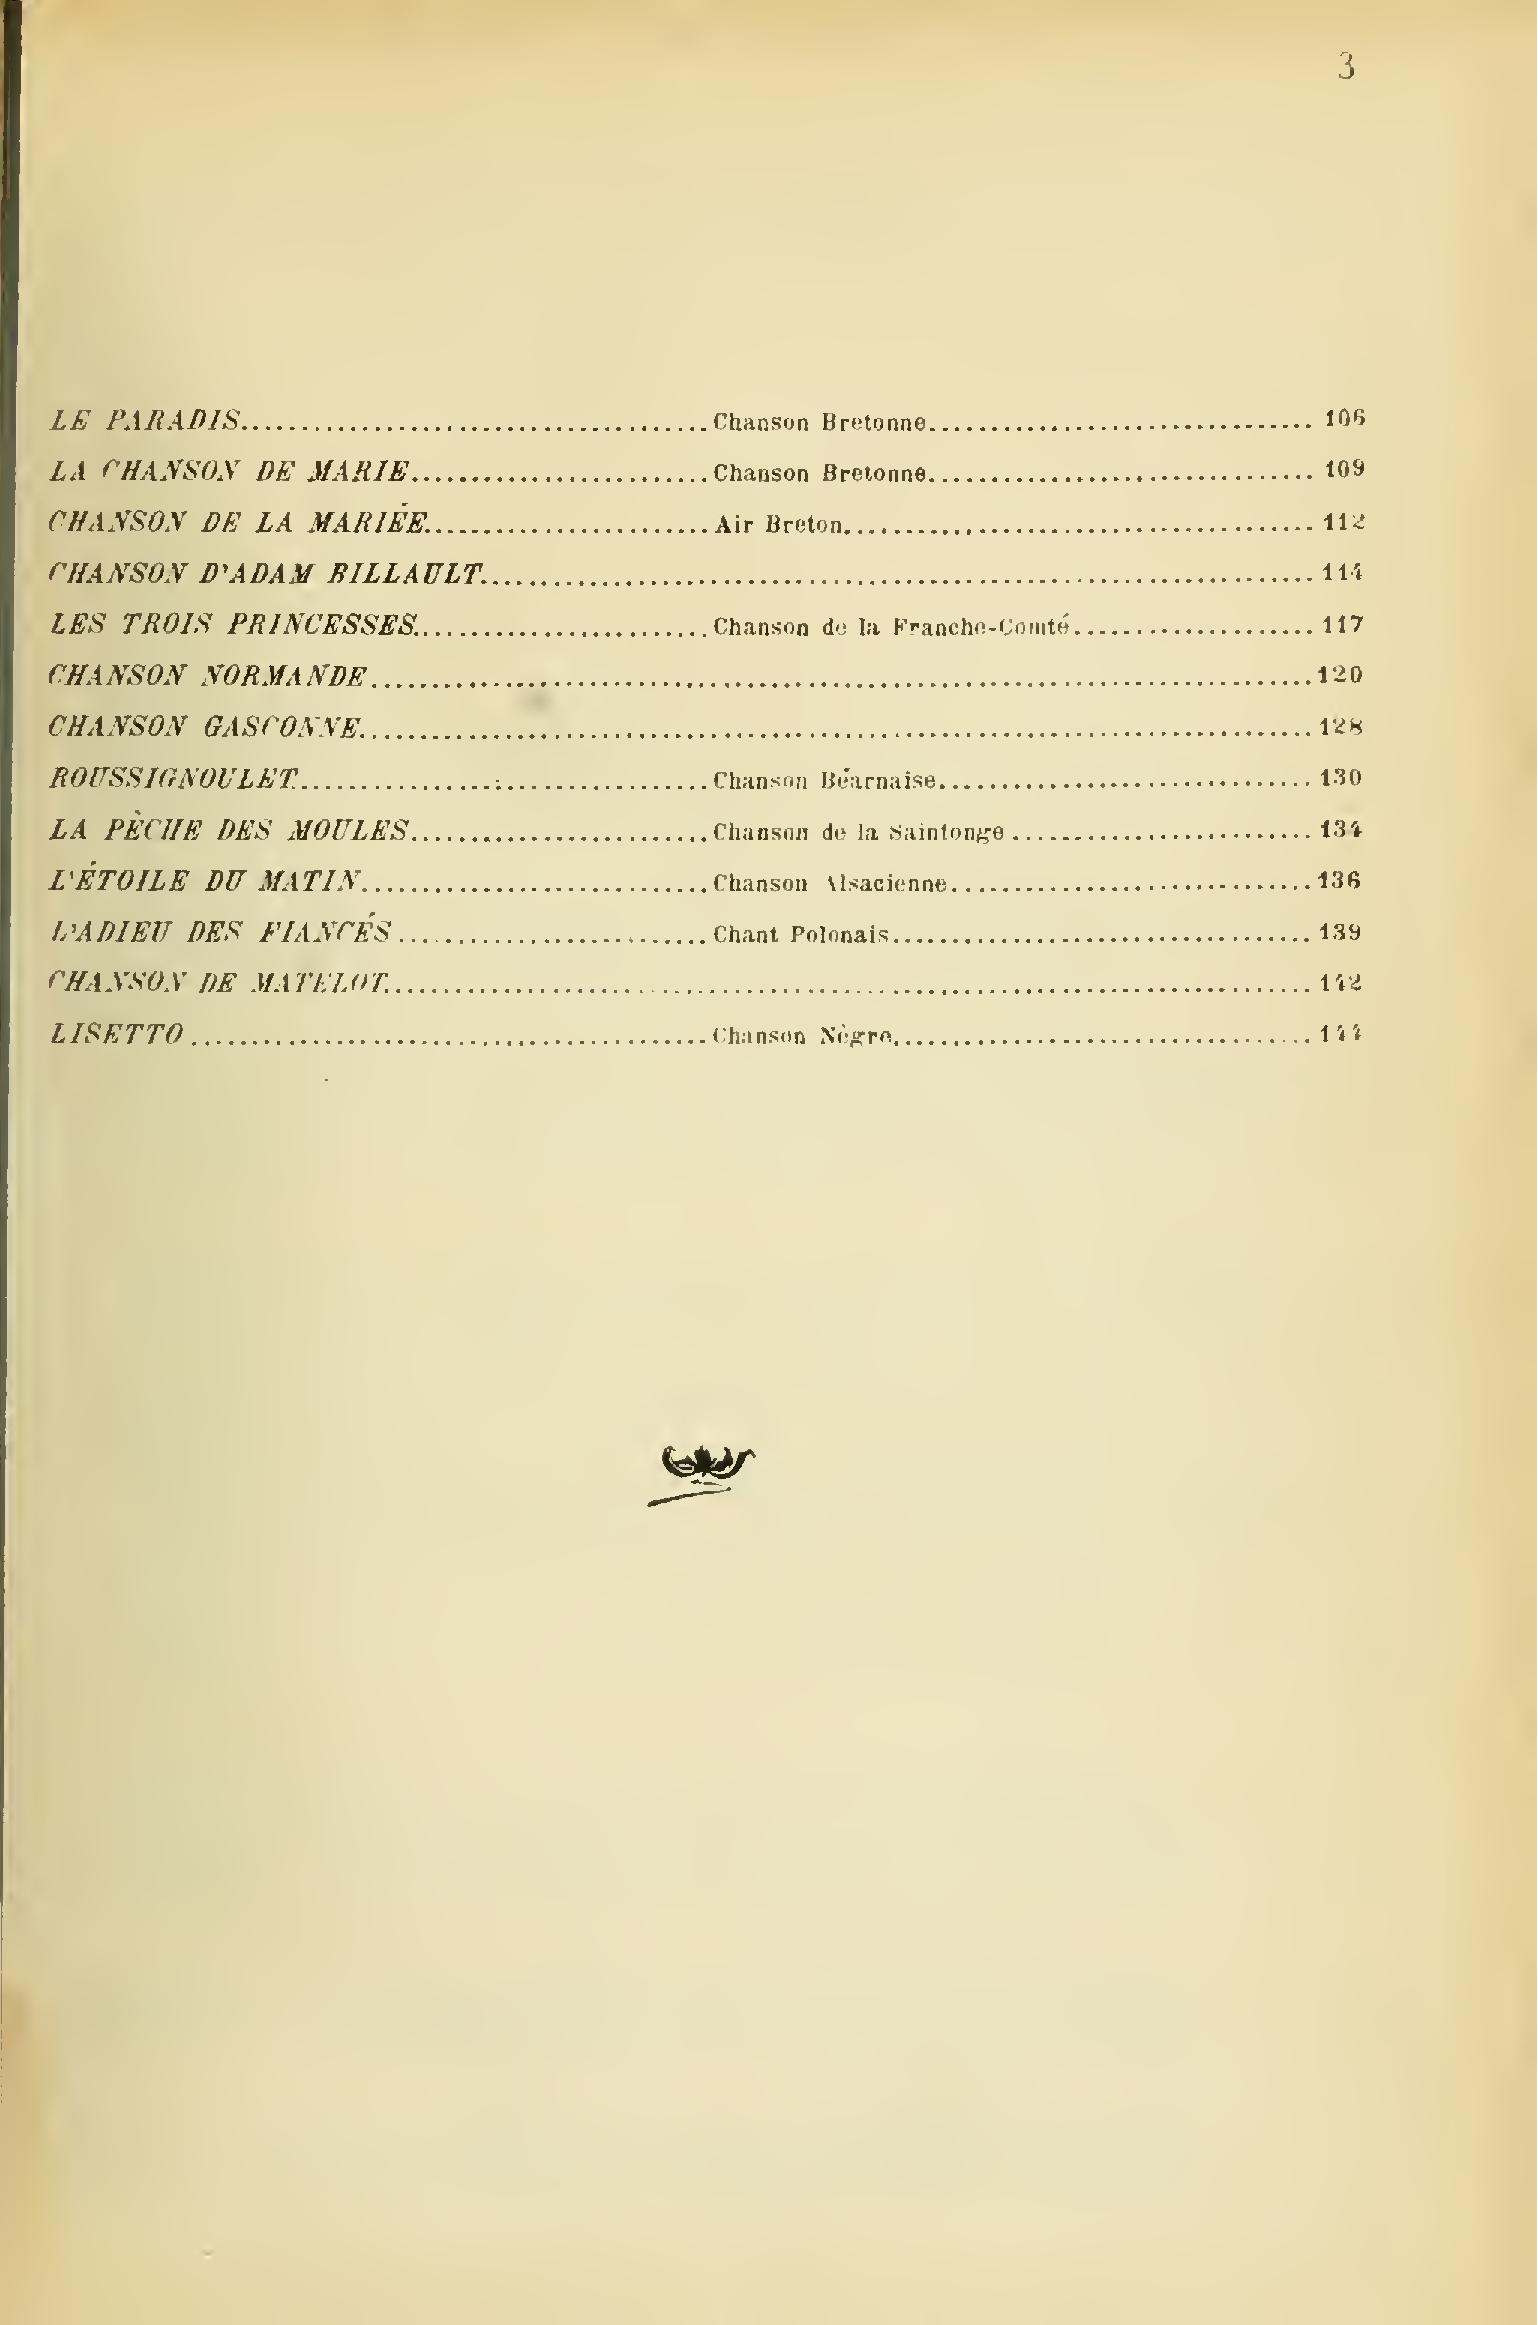 3
LE PARADIS........................................Chanson Bretonne................................ 106
LA CHANSON DE MARIE.........................Chanson Bretonne................................ 109
CHANSON DE LA MARIÉE........................Air Breton....................................... 112
CHANSON D'ADAM BILLAULT...................................................................... 114
LES TROIS PRINCESSES.........................Chanson de la Franche-Comté.................... 117
CHANSON NORMANDE................................................................................120
CHANSON GASCONNE................................................................................128
ROUSSIGNOULET..................................Chanson Béarnaise...............................130
LA PÈCHE DES MOULES.........................Chanson de la Saintonge.........................134
L'ÉTOILE DU MATIN.............................Chanson Alsacienne..............................136
L'ADIEU DES FIANCÉS..........................Chant Polonais...................................139
CHANSON DE MATELOT..............................................................................142
LISETTO...........................................Chanson Nègre...................................144